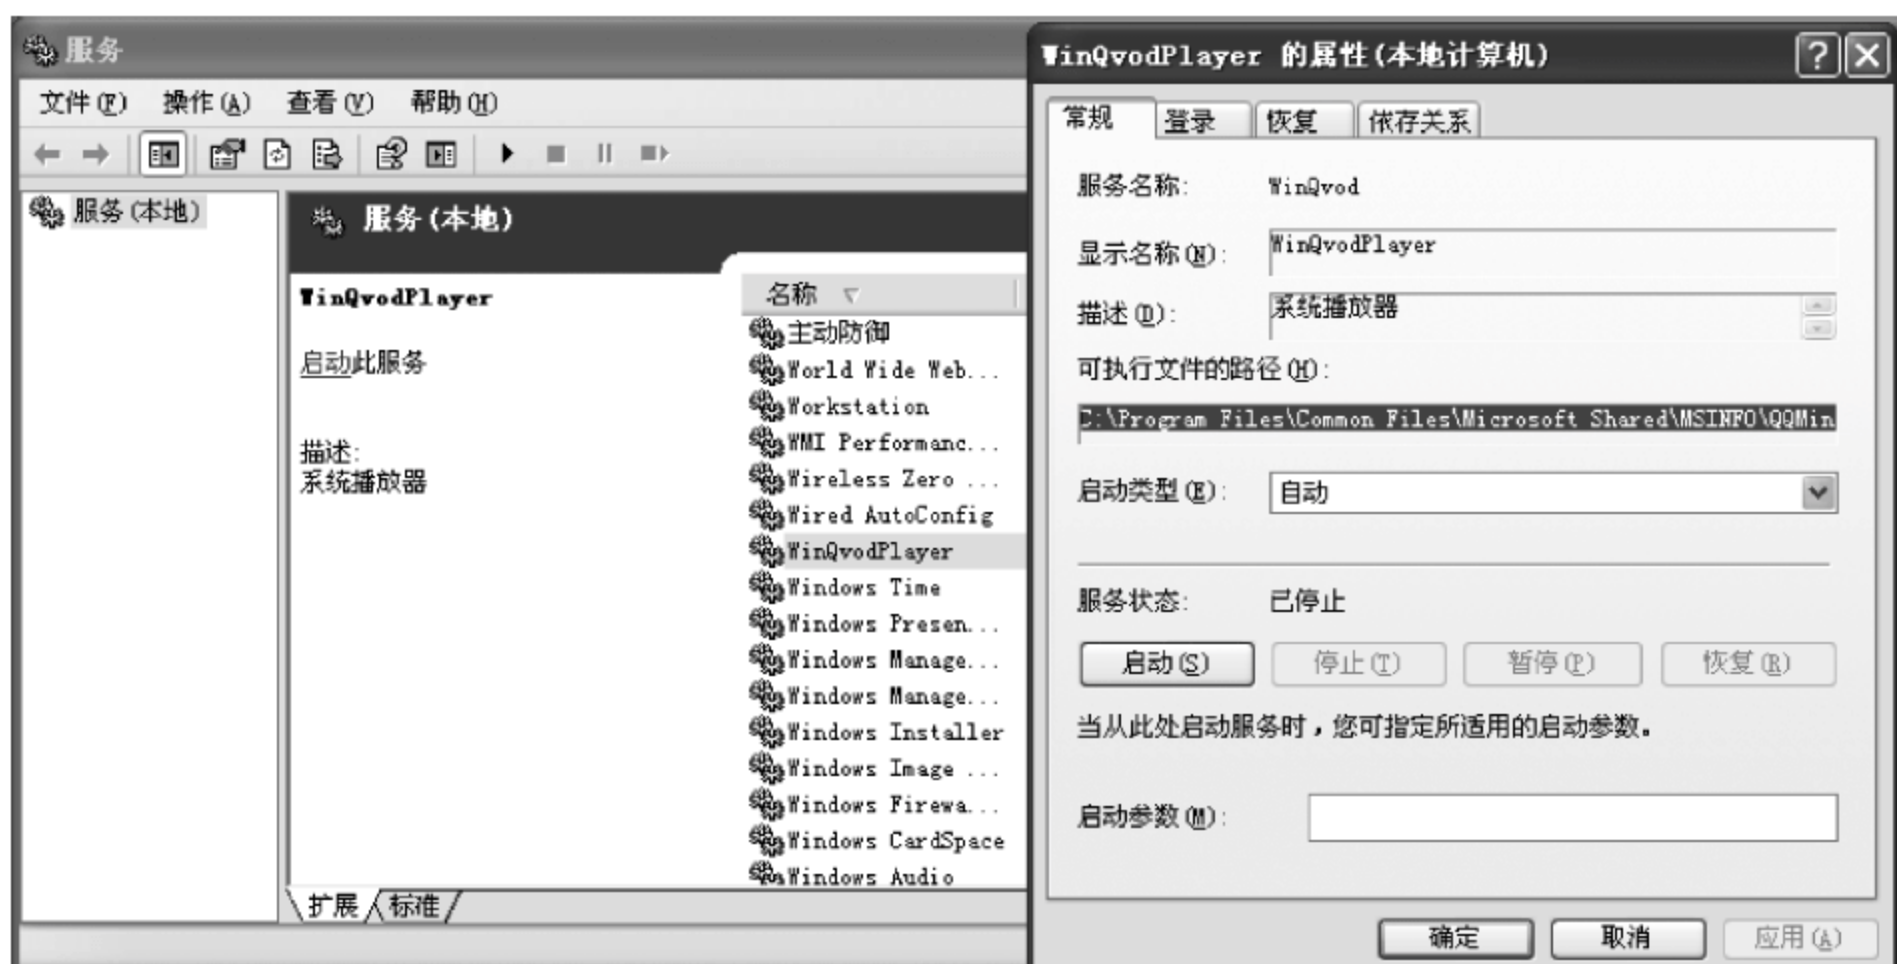 服务
文件(F) 操作(A) 查看(V) 帮助(H)
服务(本地)
服务(本地)
WinQvodPlayer
启动此服务
描述:
系统播放器
名称
主动防御
World Wide Web...
Workstation
WMI Performanc...
Wireless Zero ...
Wired AutoConfig
WinQvodPlayer
Windows Time
Windows Presen...
Windows Manage...
Windows Manage...
Windows Installer
Windows Image ...
Windows Firewa...
Windows CardSpace
Windows Audio
扩展 标准
WinQvodPlayer 的属性(本地计算机)
常规 登录 恢复 依存关系
服务名称: WinQvod
显示名称(N): WinQvodPlayer
描述(D): 系统播放器
可执行文件的路径(H):
C:\Program Files\Common Files\Microsoft Shared\MSINFO\QQMin
启动类型(E): 自动
服务状态: 已停止
启动(S) 停止(T) 暂停(P) 恢复(R)
当从此处启动服务时，您可指定所适用的启动参数。
启动参数(M):
确定 取消 应用(A)